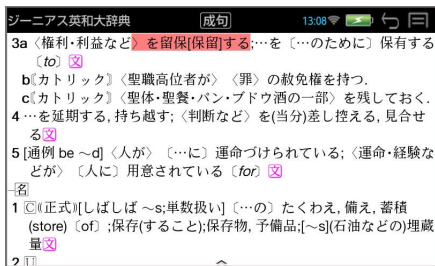 ジーニアス英和大辞典 成句 13:08
3a〈権利・利益など〉を留保[保留]する;…を〔…のために〕保有する
〔to〕文
b〘カトリック〙〈聖職高位者が〉〈罪〉の赦免権を持つ.
c〘カトリック〙〈聖体・聖餐・パン・ブドウ酒の一部〉を残しておく.
4 …を延期する, 持ち越す;〈判断など〉を(当分)差し控える, 見合せ
る文
5 [通例 be ~d]〈人が〉〔…に〕運命づけられている;〈運命・経験な
どが〉〔人に〕用意されている〔for〕文
─名
1 C〘正式〙[しばしば ~s;単数扱い]〔…の〕たくわえ, 備え, 蓄積
(store)〔of〕;保存(すること);保存物, 予備品;[~s](石油などの)埋蔵
量文
2 U